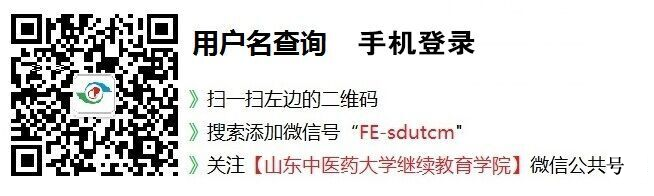 用户名查询 手机登录
》扫一扫左边的二维码
》搜索添加微信号“FE-sdutcm"
》关注【山东中医药大学继续教育学院】微信公共号